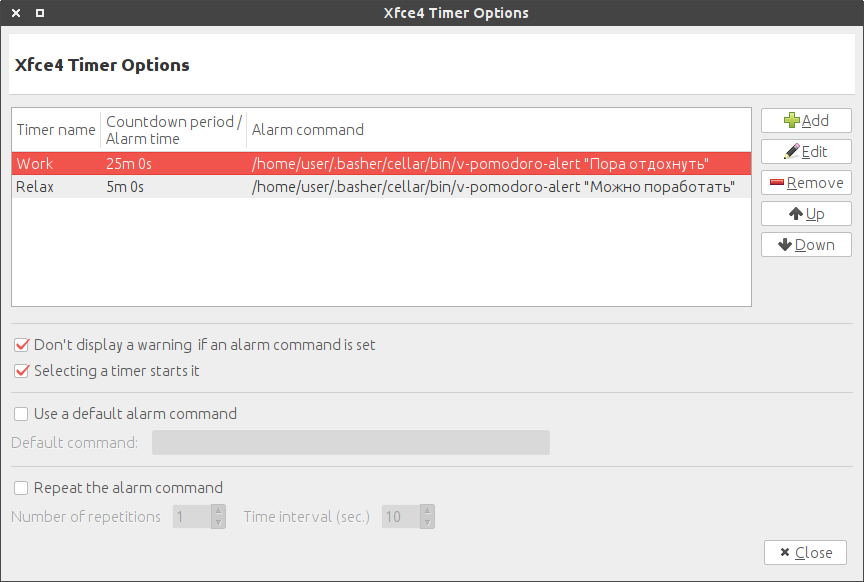 Xfce4 Timer Options
Xfce4 Timer Options
Timer name
Countdown period /
Alarm time
Alarm command
Work 25m 0s /home/user/.basher/cellar/bin/v-pomodoro-alert "Пора отдохнуть"
Relax 5m 0s /home/user/.basher/cellar/bin/v-pomodoro-alert "Можно поработать"
Add
Edit
Remove
Up
Down
Don't display a warning  if an alarm command is set
Selecting a timer starts it
Use a default alarm command
Default command:
Repeat the alarm command
Number of repetitions 1 Time interval (sec.) 10
Close